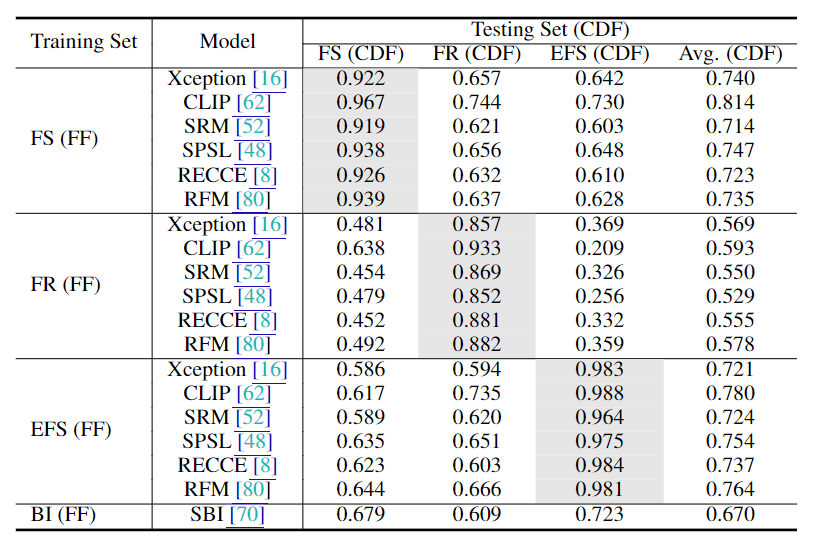 Training Set Model Testing Set (CDF)
FS (CDF) FR (CDF) EFS (CDF) Avg. (CDF)
FS (FF)
Xception [16] 0.922 0.657 0.642 0.740
CLIP [62] 0.967 0.744 0.730 0.814
SRM [52] 0.919 0.621 0.603 0.714
SPSL [48] 0.938 0.656 0.648 0.747
RECCE [8] 0.926 0.632 0.610 0.723
RFM [80] 0.939 0.637 0.628 0.735
FR (FF)
Xception [16] 0.481 0.857 0.369 0.569
CLIP [62] 0.638 0.933 0.209 0.593
SRM [52] 0.454 0.869 0.326 0.550
SPSL [48] 0.479 0.852 0.256 0.529
RECCE [8] 0.452 0.881 0.332 0.555
RFM [80] 0.492 0.882 0.359 0.578
EFS (FF)
Xception [16] 0.586 0.594 0.983 0.721
CLIP [62] 0.617 0.735 0.988 0.780
SRM [52] 0.589 0.620 0.964 0.724
SPSL [48] 0.635 0.651 0.975 0.754
RECCE [8] 0.623 0.603 0.984 0.737
RFM [80] 0.644 0.666 0.981 0.764
BI (FF) SBI [70] 0.679 0.609 0.723 0.670